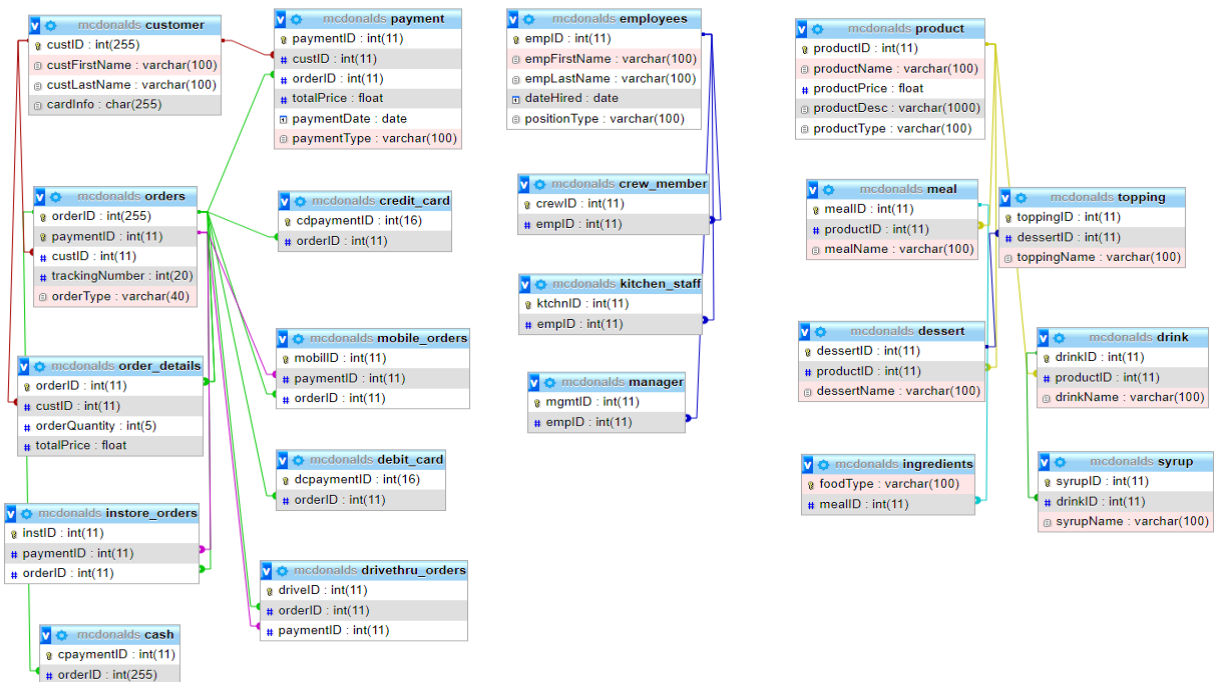 mcdonalds customer
custID : int(255)
custFirstName : varchar(100)
custLastName : varchar(100)
cardInfo : char(255)
mcdonalds payment
paymentID : int(11)
custID : int(11)
orderID : int(11)
totalPrice : float
paymentDate : date
paymentType : varchar(100)
mcdonalds employees
empID : int(11)
empFirstName : varchar(100)
empLastName : varchar(100)
dateHired : date
positionType : varchar(100)
mcdonalds product
productID : int(11)
productName : varchar(100)
productPrice : float
productDesc : varchar(1000)
productType : varchar(100)
mcdonalds orders
orderID : int(255)
paymentID : int(11)
custID : int(11)
trackingNumber : int(20)
orderType : varchar(40)
mcdonalds credit_card
cdpaymentID : int(16)
orderID : int(11)
mcdonalds crew_member
crewID : int(11)
empID : int(11)
mcdonalds meal
mealID : int(11)
productID : int(11)
mealName : varchar(100)
mcdonalds topping
toppingID : int(11)
dessertID : int(11)
toppingName : varchar(100)
mcdonalds kitchen_staff
ktchnID : int(11)
empID : int(11)
mcdonalds order_details
orderID : int(11)
custID : int(11)
orderQuantity : int(5)
totalPrice : float
mcdonalds mobile_orders
mobilID : int(11)
paymentID : int(11)
orderID : int(11)
mcdonalds manager
mgmtID : int(11)
empID : int(11)
mcdonalds dessert
dessertID : int(11)
productID : int(11)
dessertName : varchar(100)
mcdonalds drink
drinkID : int(11)
productID : int(11)
drinkName : varchar(100)
mcdonalds debit_card
dcpaymentID : int(16)
orderID : int(11)
mcdonalds ingredients
foodType : varchar(100)
mealID : int(11)
mcdonalds syrup
syrupID : int(11)
drinkID : int(11)
syrupName : varchar(100)
mcdonalds instore_orders
instID : int(11)
paymentID : int(11)
orderID : int(11)
mcdonalds drivethru_orders
driveID : int(11)
orderID : int(11)
paymentID : int(11)
mcdonalds cash
cpaymentID : int(11)
orderID : int(255)